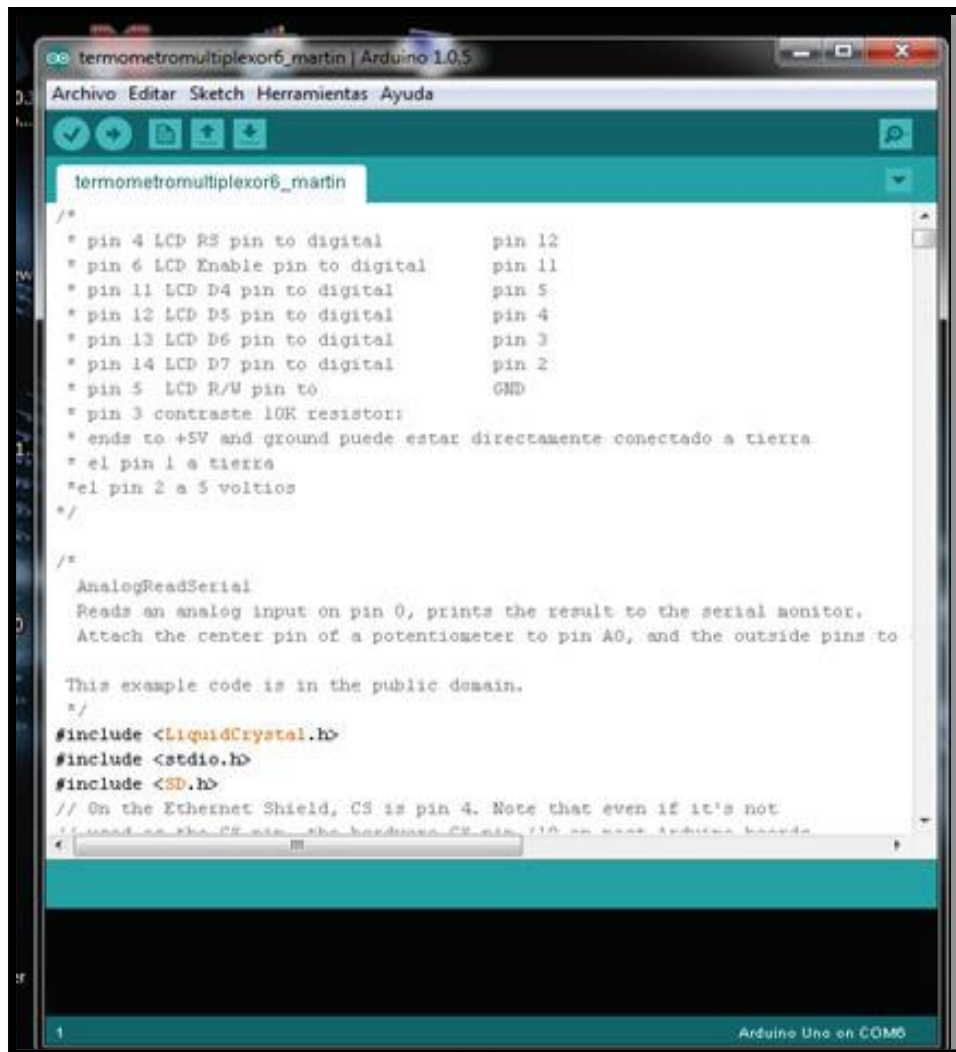 termometromultiplexor6_martin | Arduino 1.0.5
Archivo Editar Sketch Herramientas Ayuda
termometromultiplexor6_martin
/*
* pin 4 LCD RS pin to digital pin 12
* pin 6 LCD Enable pin to digital pin 11
* pin 11 LCD D4 pin to digital pin 5
* pin 12 LCD D5 pin to digital pin 4
* pin 13 LCD D6 pin to digital pin 3
* pin 14 LCD D7 pin to digital pin 2
* pin 5 LCD R/W pin to GND
* pin 3 contraste 10K resistor:
* ends to +5V and ground puede estar directamente conectado a tierra
* el pin 1 a tierra
*el pin 2 a 5 voltios
*/
/*
AnalogReadSerial
Reads an analog input on pin 0, prints the result to the serial monitor.
Attach the center pin of a potentiometer to pin A0, and the outside pins to
This example code is in the public domain.
*/
#include <LiquidCrystal.h>
#include <stdio.h>
#include <SD.h>
// On the Ethernet Shield, CS is pin 4. Note that even if it's not
1
Arduino Uno on COM6